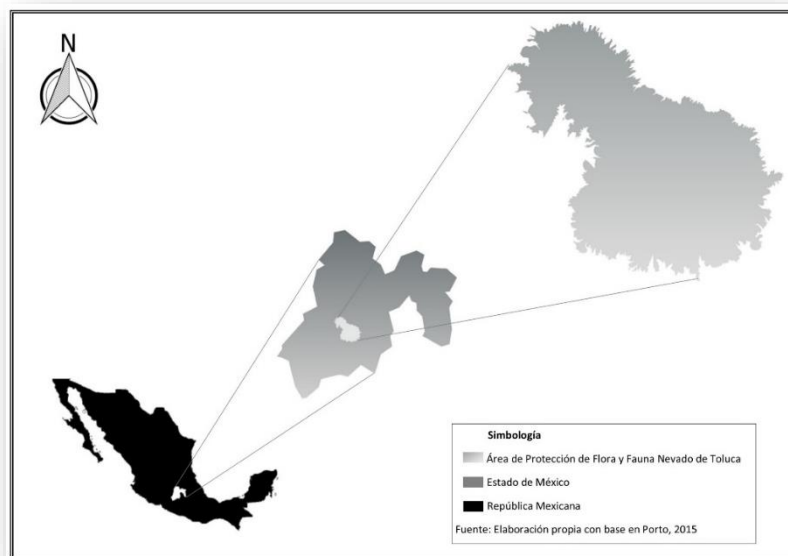 N
Simbología
Área de Protección de Flora y Fauna Nevado de Toluca
Estado de México
República Mexicana
Fuente: Elaboración propia con base en Porto, 2015